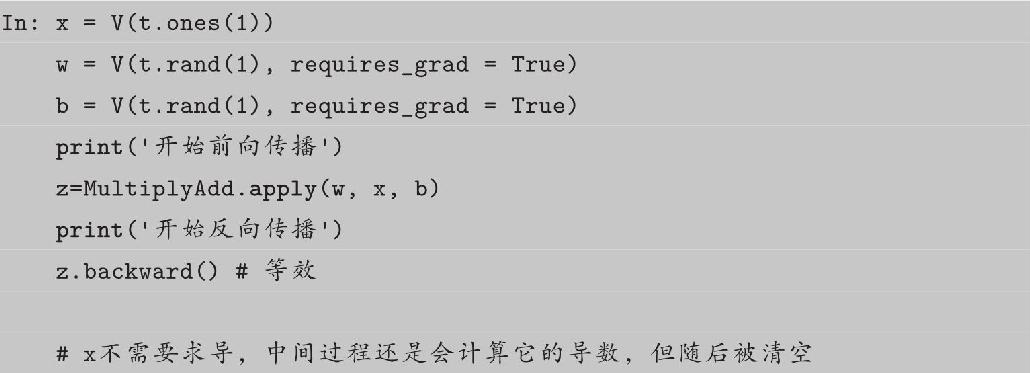 In: x = V(t.ones(1))
w = V(t.rand(1), requires_grad = True)
b = V(t.rand(1), requires_grad = True)
print('开始前向传播')
z=MultiplyAdd.apply(w, x, b)
print('开始反向传播')
z.backward() # 等效
# x不需要求导, 中间过程还是会计算它的导数, 但随后被清空